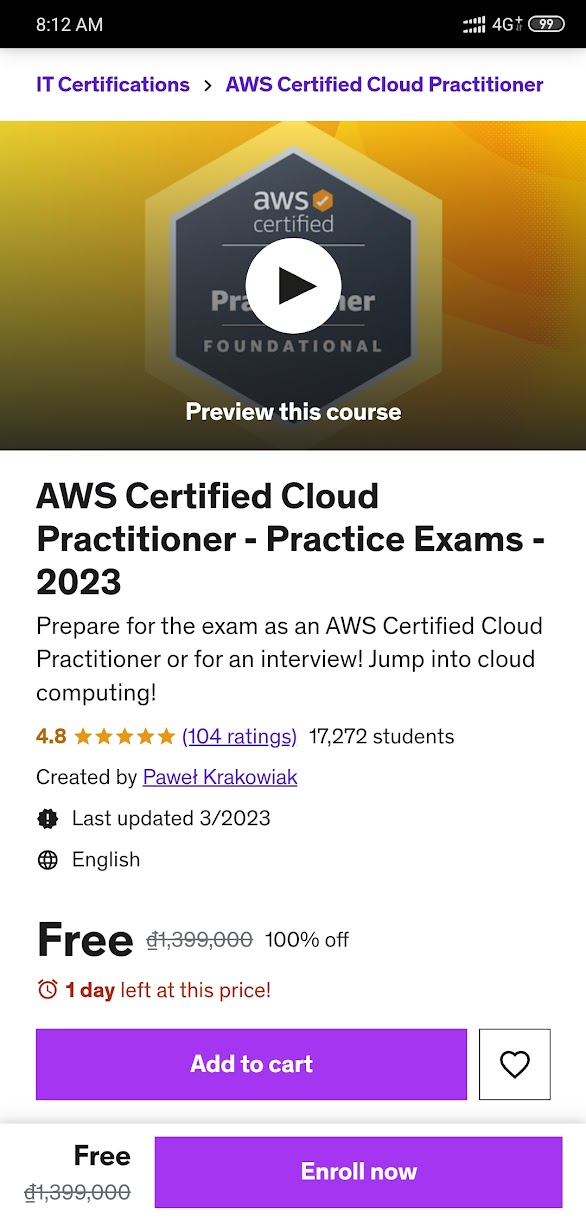 8:12 AM 4G+ 99
IT Certifications > AWS Certified Cloud Practitioner
aws
certified
FOUNDATIONAL
Preview this course
AWS Certified Cloud
Practitioner - Practice Exams -
2023
Prepare for the exam as an AWS Certified Cloud
Practitioner or for an interview! Jump into cloud
computing!
4.8 (104 ratings) 17,272 students
Created by Paweł Krakowiak
Last updated 3/2023
English
Free ₫1,399,000 100% off
1 day left at this price!
Add to cart
Free
₫1,399,000
Enroll now